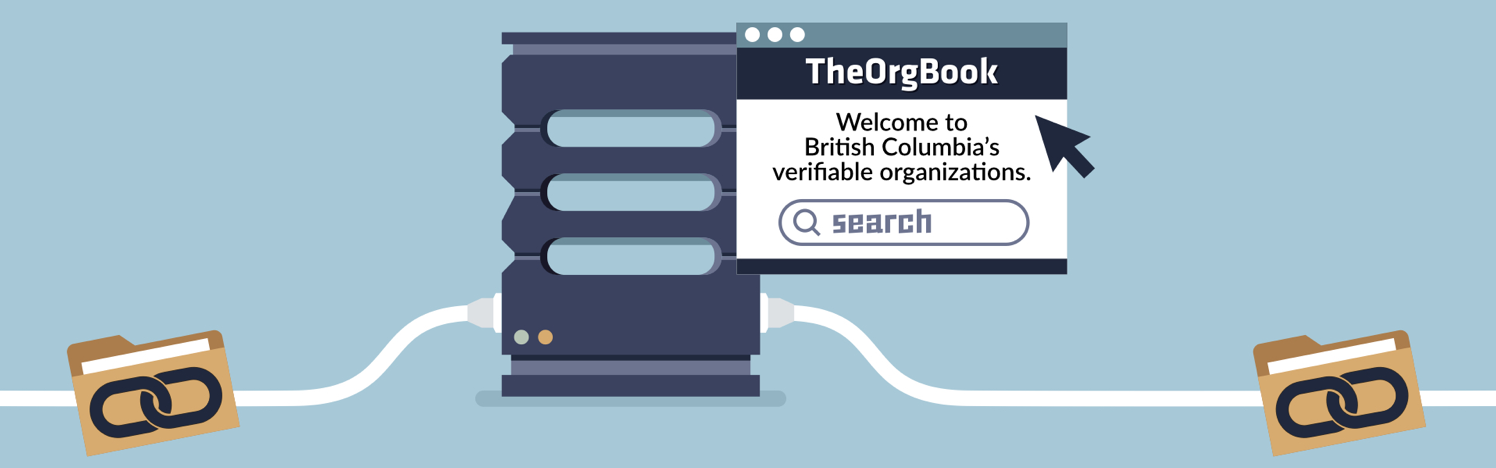 TheOrgBook
Welcome to
British Columbia’s
verifiable organizations.
search